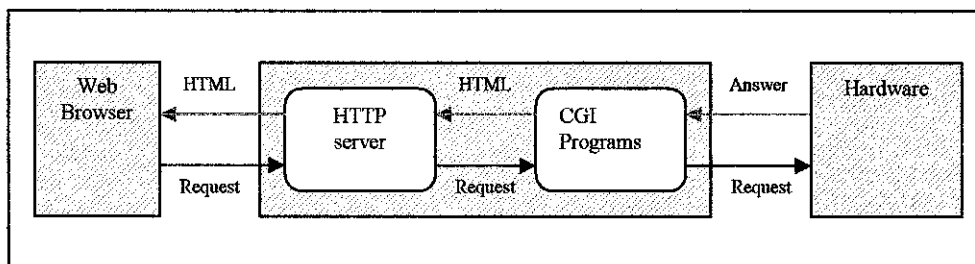 Web
Browser
HTML
Request
HTTP
server
HTML
Request
CGI
Programs
Answer
Request
Hardware